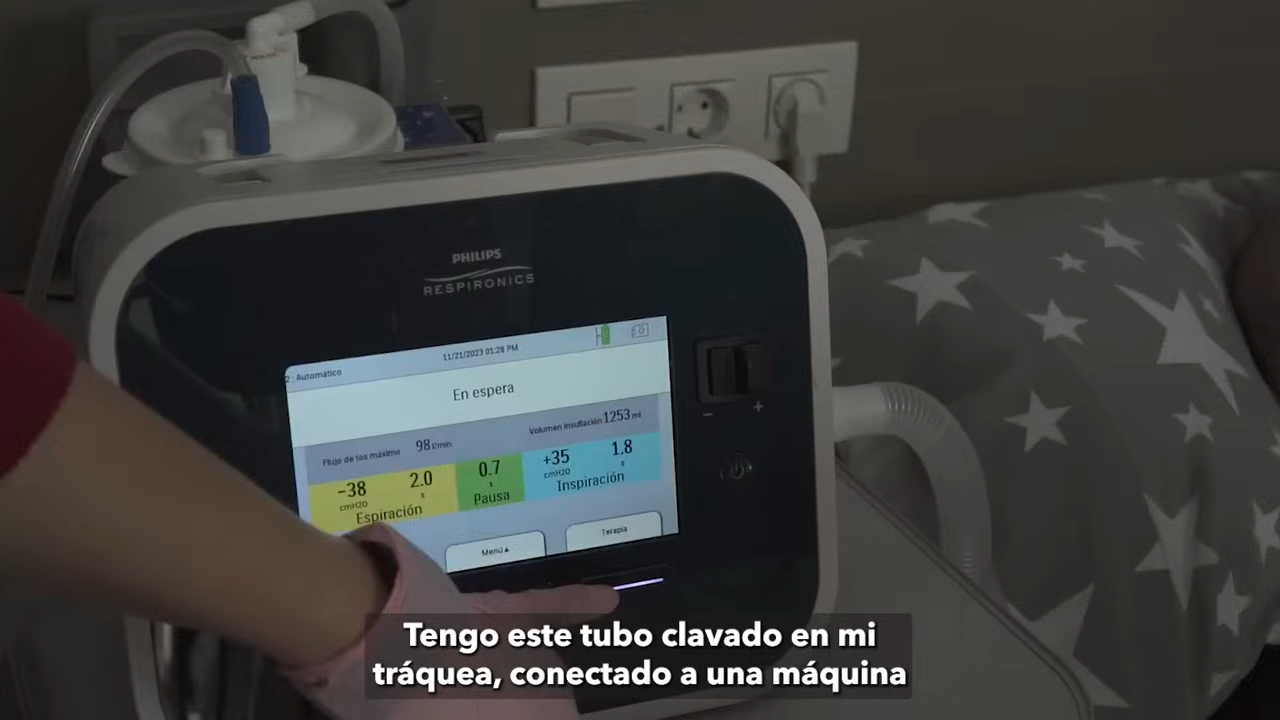 PHILIPS
RESPIRONICS
11/21/2023 01:28 PM
2: Automático
En espera
Flujo de tos máximo 98 l/min
Volumen insuflación 1253 ml
-38 2.0 0.7 +35 1.8
cmH2O s s cmH2O s
Espiración Pausa Inspiración
Menú▲ Terapia
- +
Tengo este tubo clavado en mi
tráquea, conectado a una máquina